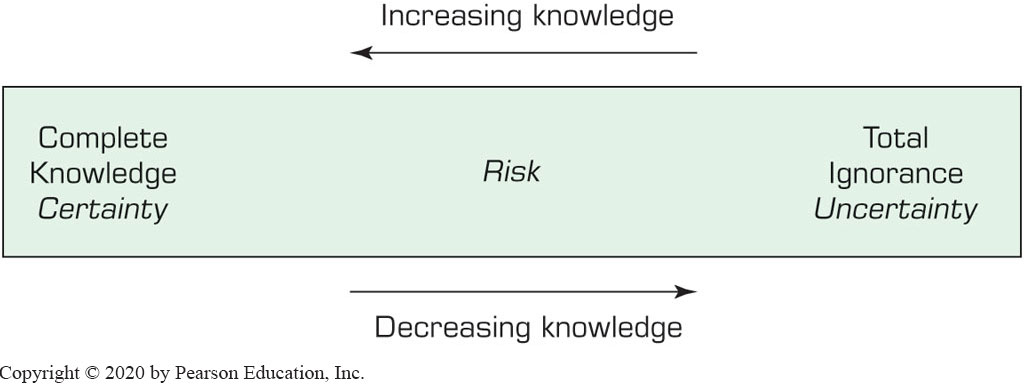 Increasing knowledge
Complete
Knowledge
Certainty
Risk
Total
Ignorance
Uncertainty
Decreasing knowledge
Copyright © 2020 by Pearson Education, Inc.